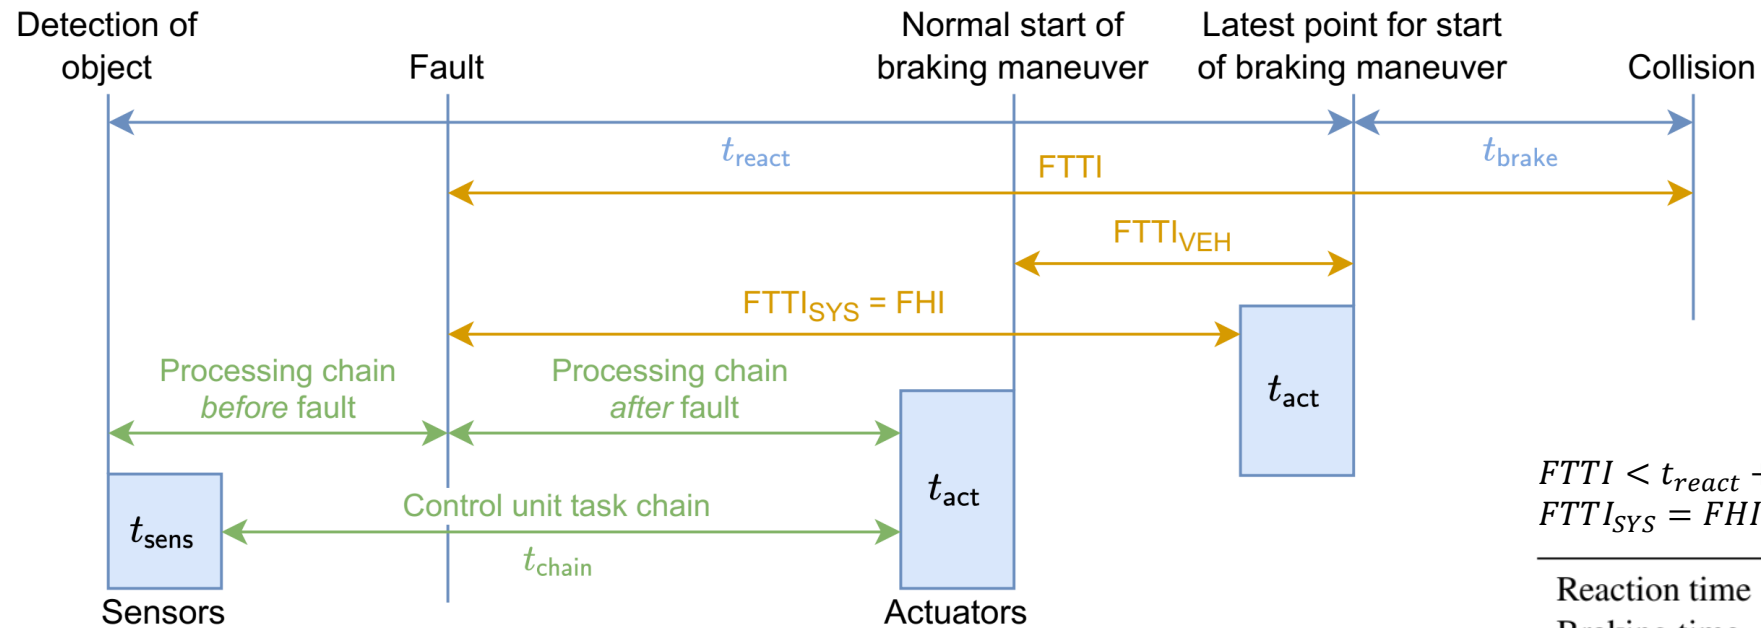 Detection of
object
Fault
Normal start of
braking maneuver
Latest point for start
of braking maneuver
Collision
t_react
t_brake
FTTI
FTTI_VEH
FTTI_SYS = FHI
Processing chain
before fault
Processing chain
after fault
t_act
t_act
Control unit task chain
t_chain
t_sens
Sensors
Actuators
FTTI < t_react
FTTI_SYS = FHI
Reaction time